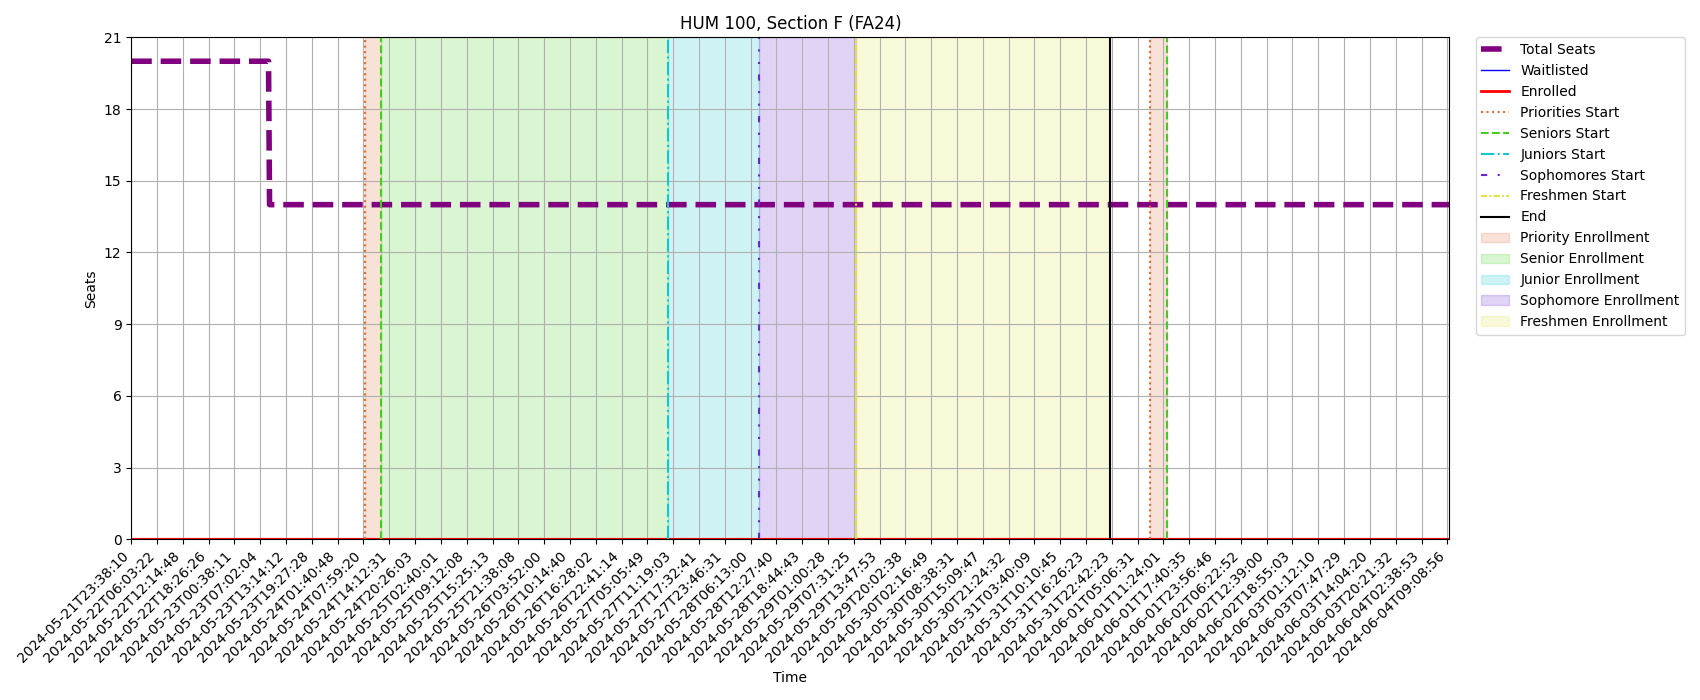 HUM 100, Section F (FA24)
21
18
15
12
9
6
3
0
Seats
2024-05-21T23:38:10
2024-05-22T06:03:22
2024-05-22T12:14:48
2024-05-22T18:26:26
2024-05-23T00:38:11
2024-05-23T07:02:04
2024-05-23T13:14:12
2024-05-23T19:27:28
2024-05-24T01:40:48
2024-05-24T07:59:20
2024-05-24T14:12:31
2024-05-24T20:26:03
2024-05-25T02:40:01
2024-05-25T09:12:08
2024-05-25T15:25:13
2024-05-25T21:38:08
2024-05-26T03:52:00
2024-05-26T10:14:40
2024-05-26T16:28:02
2024-05-26T22:41:14
2024-05-27T05:05:49
2024-05-27T11:19:03
2024-05-27T17:32:41
2024-05-27T23:46:31
2024-05-28T06:13:00
2024-05-28T12:27:40
2024-05-28T18:44:43
2024-05-29T01:00:28
2024-05-29T07:31:25
2024-05-29T13:47:53
2024-05-29T20:02:38
2024-05-30T02:16:49
2024-05-30T08:38:31
2024-05-30T15:09:47
2024-05-30T21:24:32
2024-05-31T03:40:09
2024-05-31T10:10:45
2024-05-31T16:26:23
2024-05-31T22:42:23
2024-06-01T05:06:31
2024-06-01T11:24:01
2024-06-01T17:40:35
2024-06-01T23:56:46
2024-06-02T06:22:52
2024-06-02T12:39:00
2024-06-02T18:55:03
2024-06-03T01:12:10
2024-06-03T07:47:29
2024-06-03T14:04:20
2024-06-03T20:21:32
2024-06-04T02:38:53
2024-06-04T09:08:56
Time
Total Seats
Waitlisted
Enrolled
Priorities Start
Seniors Start
Juniors Start
Sophomores Start
Freshmen Start
End
Priority Enrollment
Senior Enrollment
Junior Enrollment
Sophomore Enrollment
Freshmen Enrollment